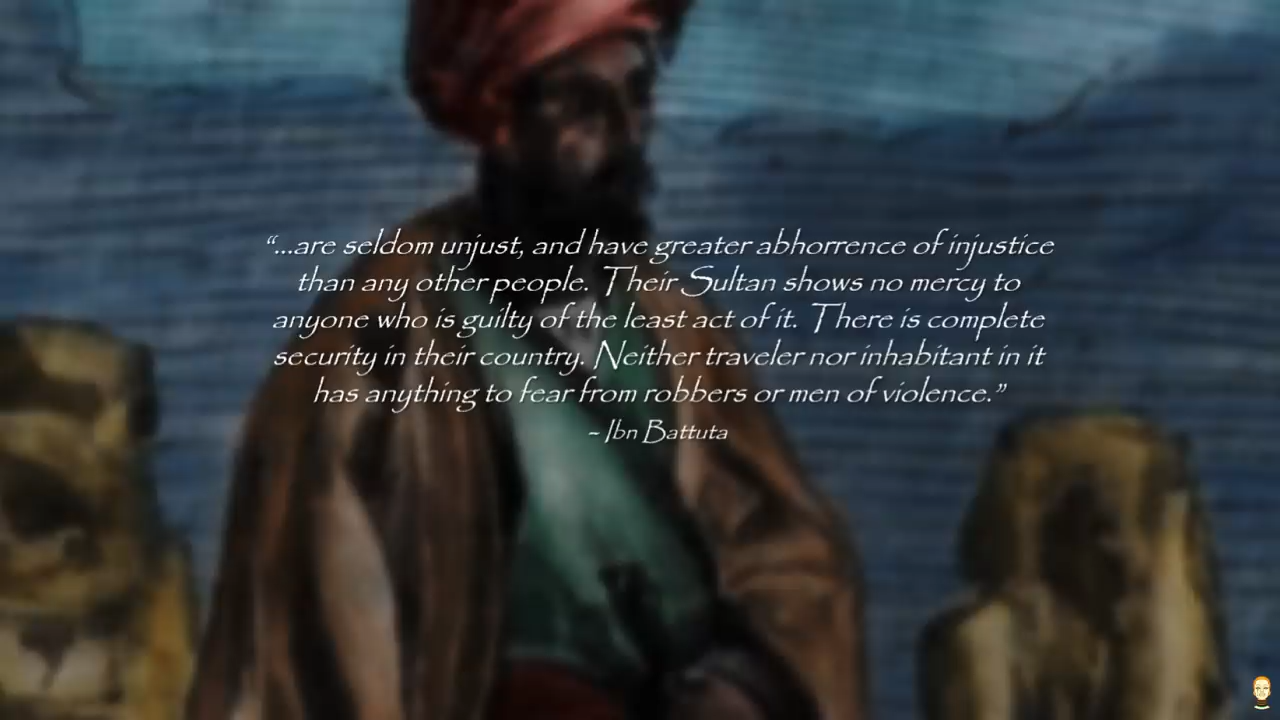 “...are seldom unjust, and have greater abhorrence of injustice
than any other people. Their Sultan shows no mercy to
anyone who is guilty of the least act of it. There is complete
security in their country. Neither traveler nor inhabitant in it
has anything to fear from robbers or men of violence.”
- Ibn Battuta